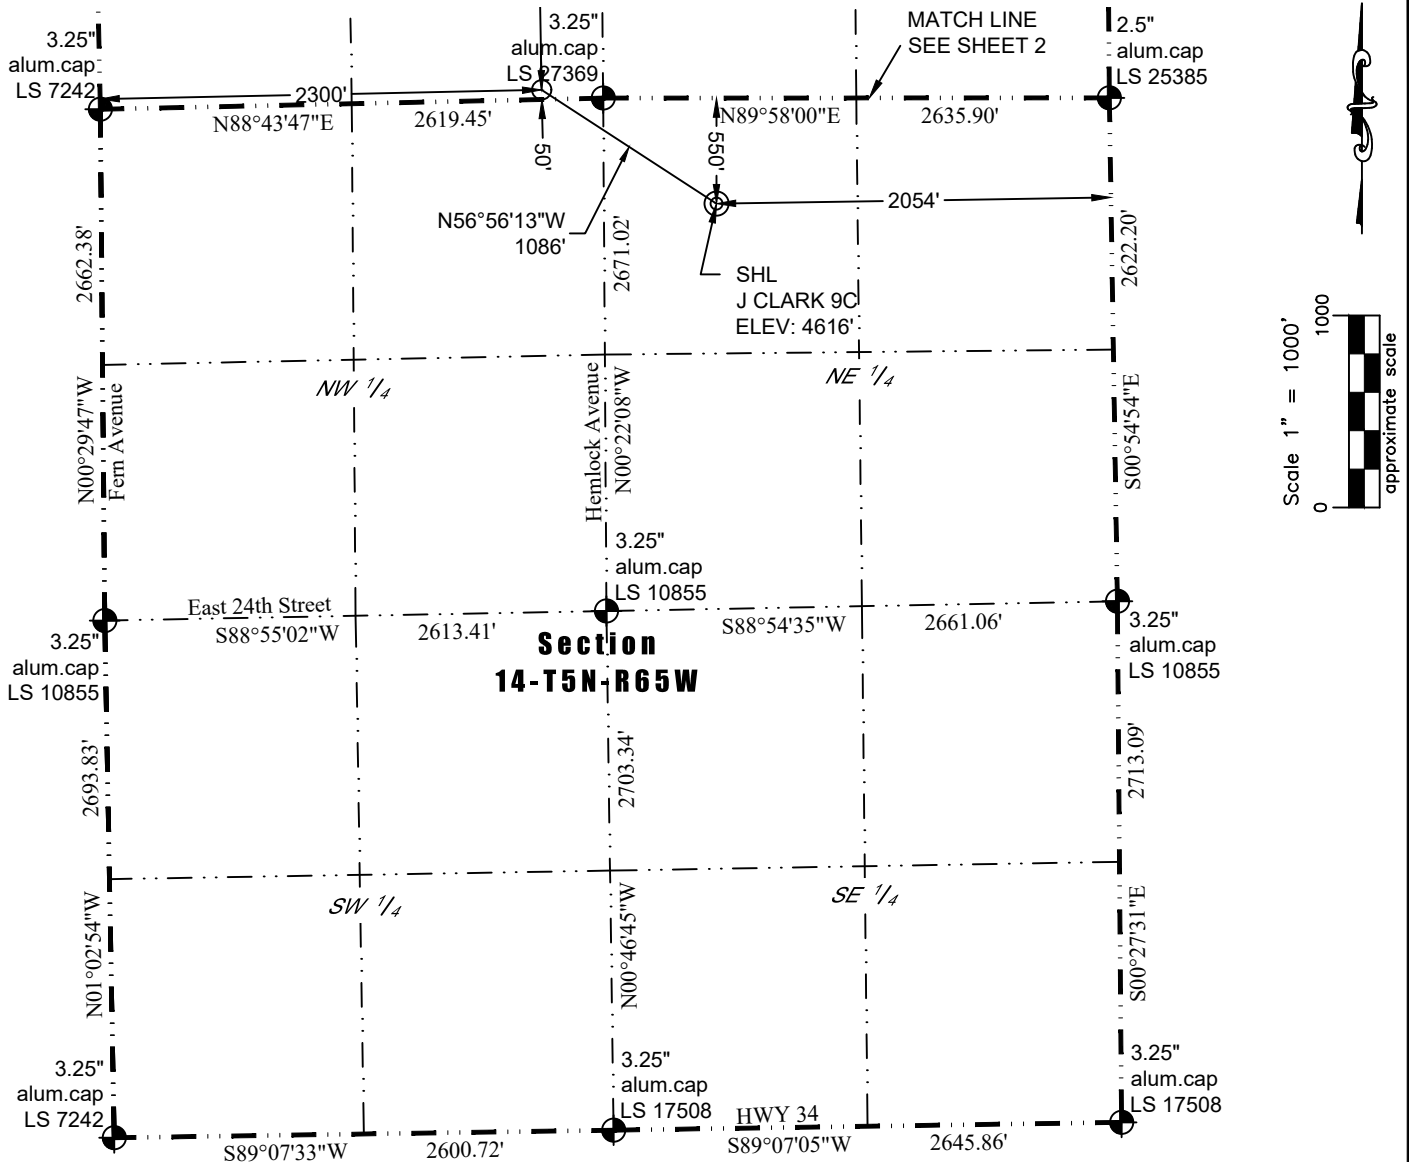 3.25"
alum.cap
LS 7242
3.25"
alum.cap
LS 27369
MATCH LINE
SEE SHEET 2
2.5"
alum.cap
LS 25385
2300'
N88°43'47"E
2619.45'
50'
550'
N89°58'00"E
2635.90'
2054'
N56°56'13"W
1086'
SHL
J CLARK 9C
ELEV: 4616'
2662.38'
2671.02'
2622.20'
Scale 1" = 1000'
0
1000
approximate scale
NW 1/4
NE 1/4
N00°29'47"W
Fern Avenue
Hemlock Avenue
N00°22'08"W
S00°54'54"E
3.25"
alum.cap
LS 10855
East 24th Street
S88°55'02"W
2613.41'
S88°54'35"W
2661.06'
3.25"
alum.cap
LS 10855
Section
14-T5N-R65W
3.25"
alum.cap
LS 10855
2693.83'
2703.34'
2713.09'
SW 1/4
SE 1/4
N01°02'54"W
N00°46'45"W
S00°27'31"E
3.25"
alum.cap
LS 7242
3.25"
alum.cap
LS 17508
HWY 34
3.25"
alum.cap
LS 17508
S89°07'33"W
2600.72'
S89°07'05"W
2645.86'